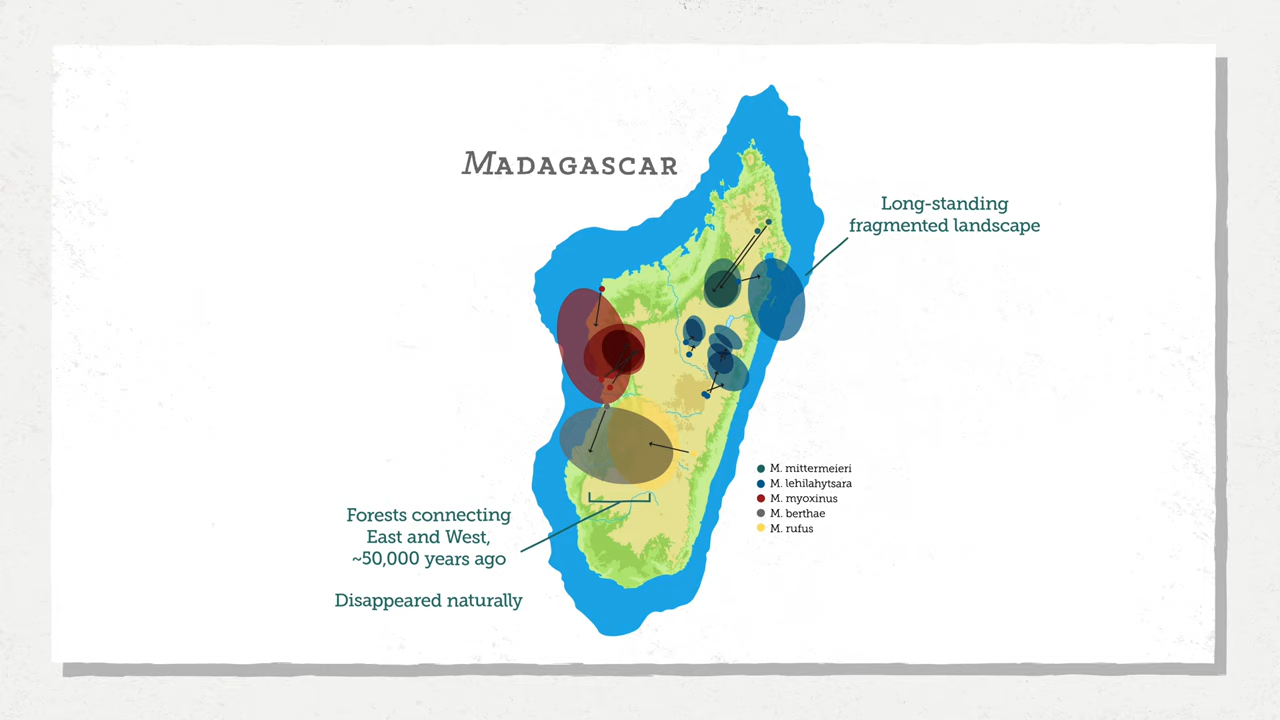 MADAGASCAR
Long-standing
fragmented landscape
M. mittermeieri
M. lehilahytsara
M. myoxinus
M. berthae
M. rufus
Forests connecting
East and West,
~50,000 years ago
Disappeared naturally